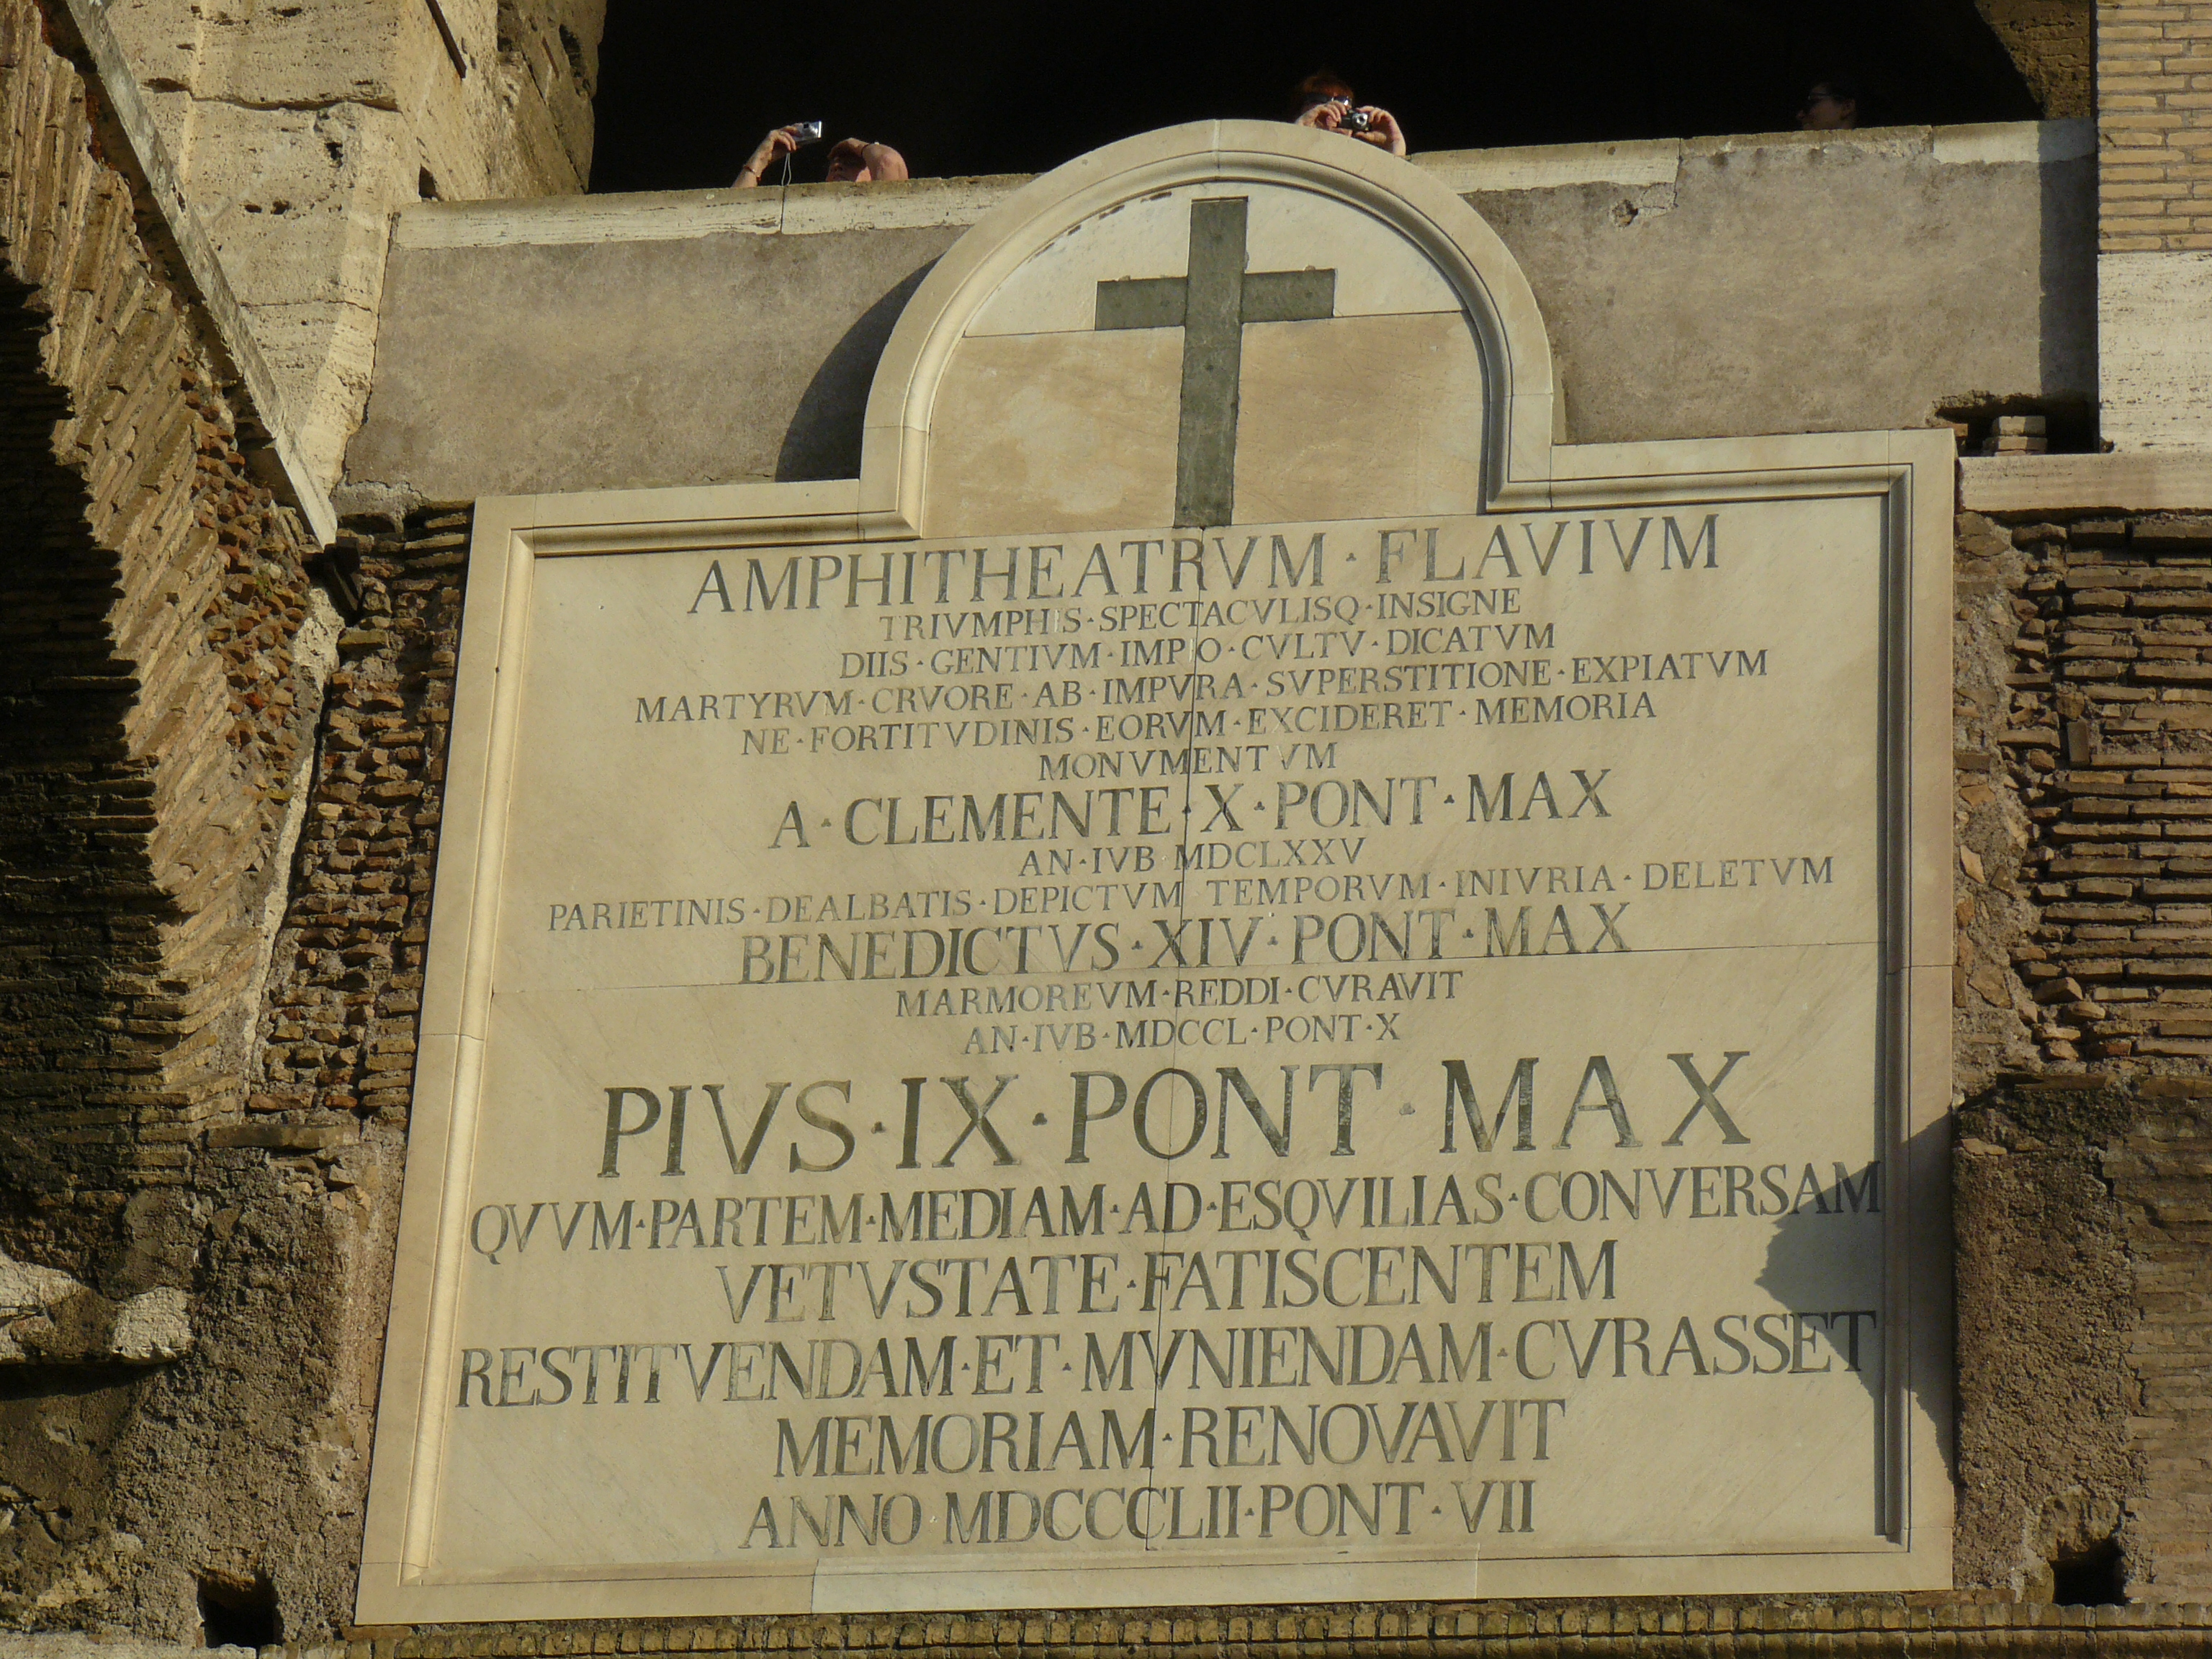 AMPHITHEATRVM · FLAVIVM
TRIVMPHIS · SPECTACVLISQ · INSIGNE
DIIS · GENTIVM · IMPIO · CVLTV · DICATVM
MARTYRVM · CRVORE · AB · IMPVRA · SVPERSTITIONE · EXPIATVM
NE · FORTITVDINIS · EORVM · EXCIDERET · MEMORIA
MONVMENTVM
A · CLEMENTE · X · PONT · MAX
AN · IVB MDCLXXV
PARIETINIS · DEALBATIS · DEPICTVM TEMPORVM · INIVRIA · DELETVM
BENEDICTVS · XIV · PONT · MAX
MARMOREVM · REDDI · CVRAVIT
AN · IVB · MDCCL · PONT · X
PIVS · IX · PONT · MAX
QVVM · PARTEM · MEDIAM · AD · ESQVILIAS · CONVERSAM
VETVSTATE · FATISCENTEM
RESTITVENDAM · ET · MVNIENDAM · CVRASSET
MEMORIAM · RENOVAVIT
ANNO MDCCCLII · PONT · VII